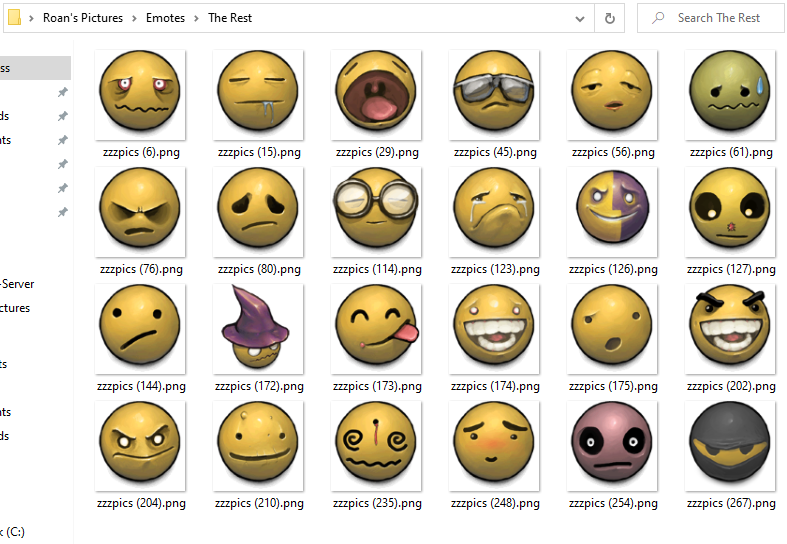 Roan's Pictures > Emotes > The Rest
Search The Rest
ss
zzzpics (6).png zzzpics (15).png zzzpics (29).png zzzpics (45).png zzzpics (56).png zzzpics (61).png
ds
nts
zzzpics (76).png zzzpics (80).png zzzpics (114).png zzzpics (123).png zzzpics (126).png zzzpics (127).png
-Server
ctures
zzzpics (144).png zzzpics (172).png zzzpics (173).png zzzpics (174).png zzzpics (175).png zzzpics (202).png
ts
nts
ds
zzzpics (204).png zzzpics (210).png zzzpics (235).png zzzpics (248).png zzzpics (254).png zzzpics (267).png
(C:)